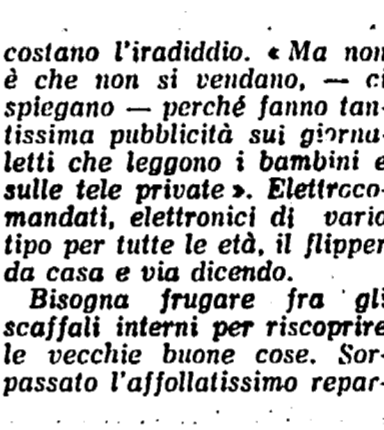 costano l'iradiddio. « Ma non
è che non si vendano, — ci
spiegano — perché fanno tan-
tissima pubblicità sui giorna-
letti che leggono i bambini e
sulle tele private ». Elettroco-
mandati, elettronici di vario
tipo per tutte le età, il flipper
da casa e via dicendo.
Bisogna frugare fra gli
scaffali interni per riscoprire
le vecchie buone cose. Sor-
passato l'affollatissimo repar-